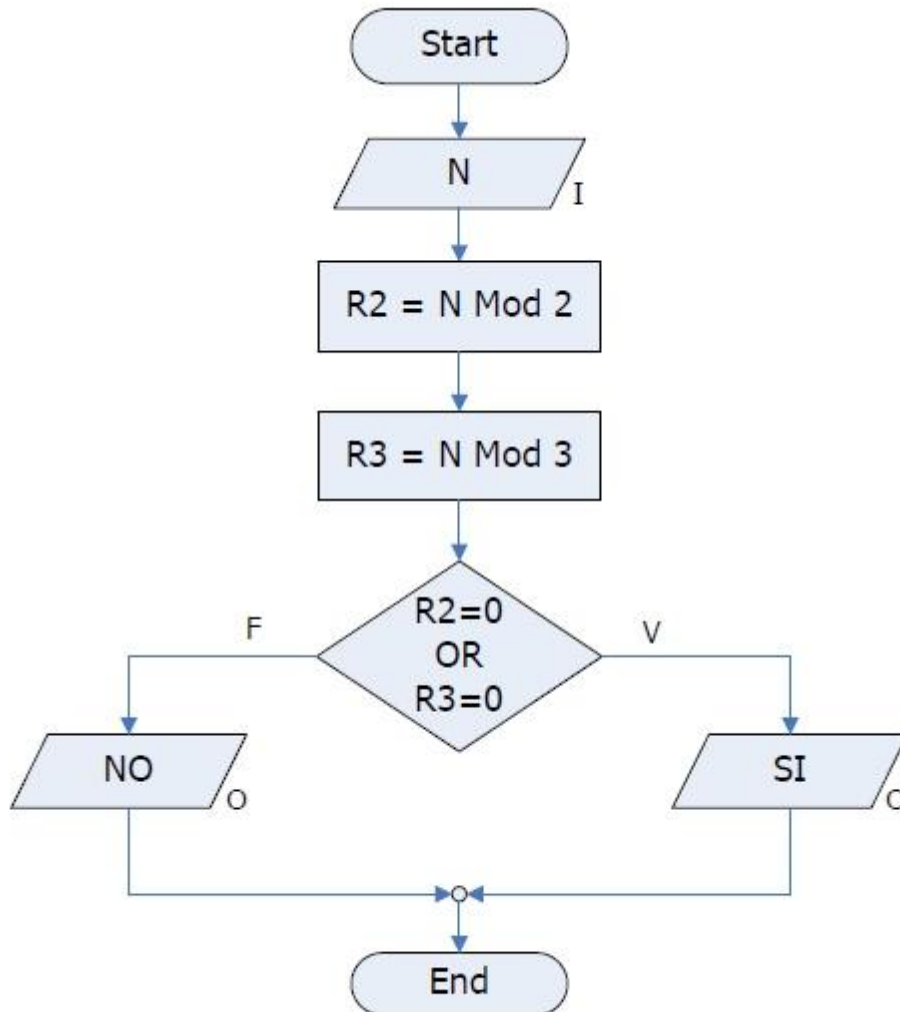 Start
N
I
R2 = N Mod 2
R3 = N Mod 3
R2=0
OR
R3=0
F
V
NO
O
SI
O
End